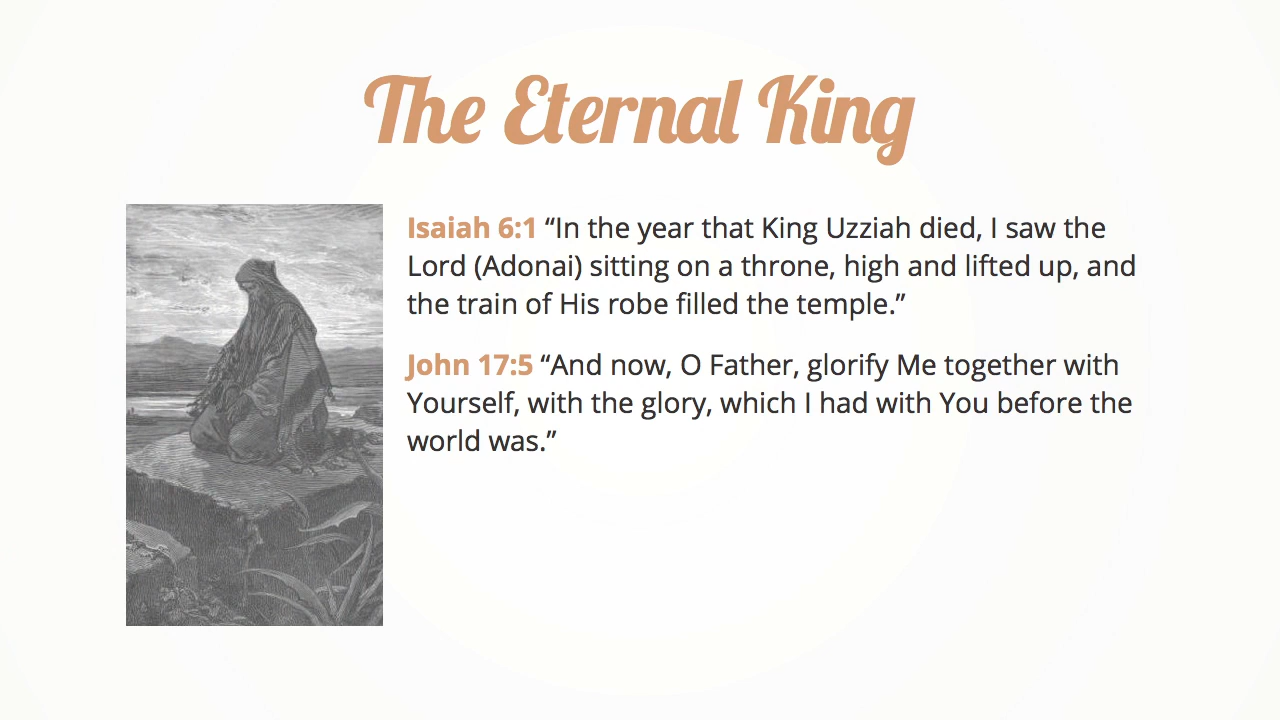 The Eternal King
Isaiah 6:1 “In the year that King Uzziah died, I saw the
Lord (Adonai) sitting on a throne, high and lifted up, and
the train of His robe filled the temple.”
John 17:5 “And now, O Father, glorify Me together with
Yourself, with the glory, which I had with You before the
world was.”